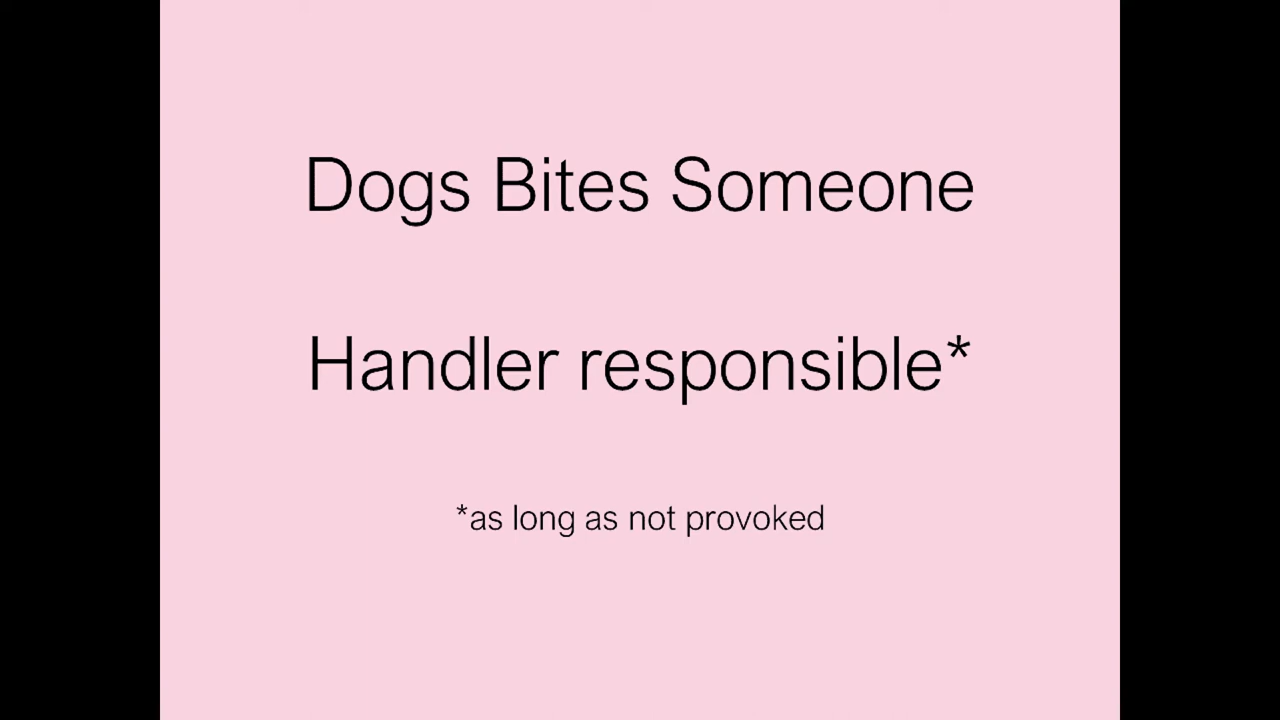 Dogs Bites Someone
Handler responsible*
*as long as not provoked